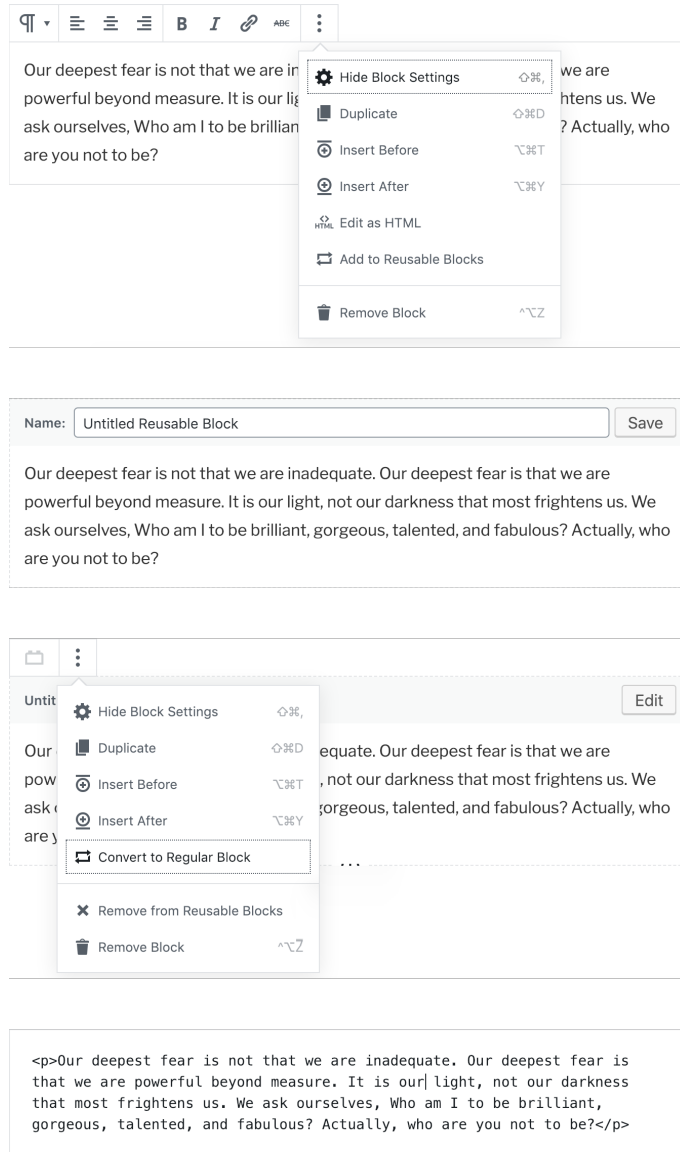 B I ABC
Our deepest fear is not that we are in
we are
powerful beyond measure. It is our lig
htens us. We
ask ourselves, Who am I to be brillian
? Actually, who
are you not to be?
Hide Block Settings ⇧⌘,
Duplicate ⇧⌘D
Insert Before ⌥⌘T
Insert After ⌥⌘Y
HTML Edit as HTML
Add to Reusable Blocks
Remove Block ^⌥Z
Name: Untitled Reusable Block Save
Our deepest fear is not that we are inadequate. Our deepest fear is that we are
powerful beyond measure. It is our light, not our darkness that most frightens us. We
ask ourselves, Who am I to be brilliant, gorgeous, talented, and fabulous? Actually, who
are you not to be?
Untit
Edit
Our
equate. Our deepest fear is that we are
pow
, not our darkness that most frightens us. We
ask
gorgeous, talented, and fabulous? Actually, who
are y
Hide Block Settings ⇧⌘,
Duplicate ⇧⌘D
Insert Before ⌥⌘T
Insert After ⌥⌘Y
Convert to Regular Block
Remove from Reusable Blocks
Remove Block ^⌥Z
<p>Our deepest fear is not that we are inadequate. Our deepest fear is
that we are powerful beyond measure. It is our light, not our darkness
that most frightens us. We ask ourselves, Who am I to be brilliant,
gorgeous, talented, and fabulous? Actually, who are you not to be?</p>